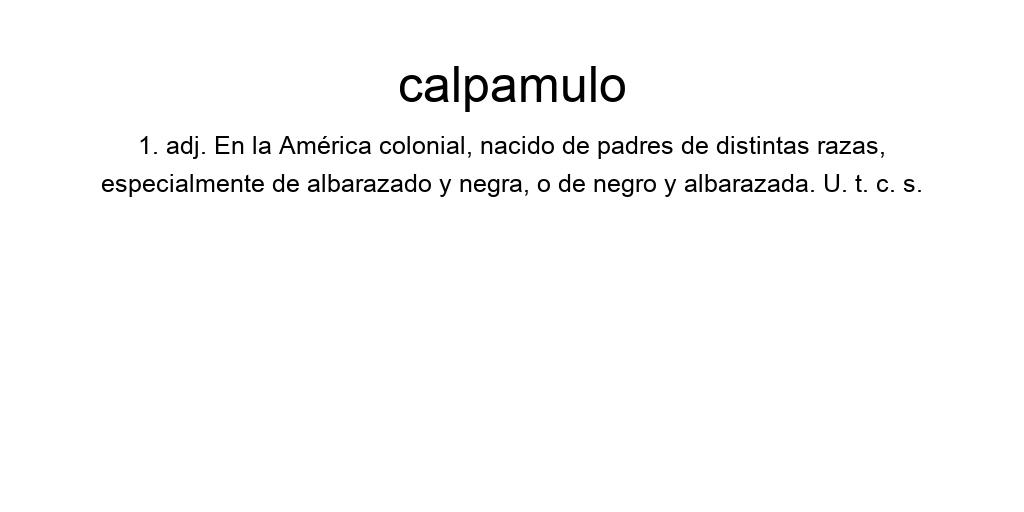 calpamulo
1. adj. En la América colonial, nacido de padres de distintas razas,
especialmente de albarazado y negra, o de negro y albarazada. U. t. c. s.